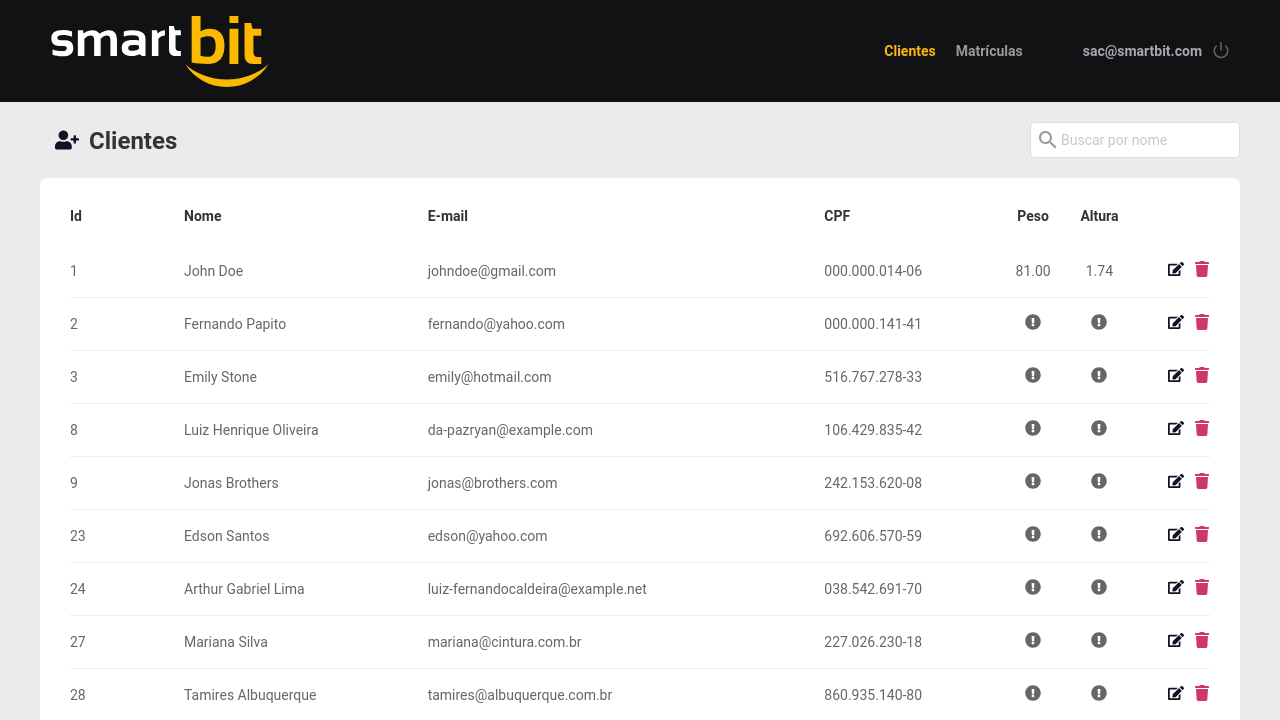 smartbit
Clientes Matrículas sac@smartbit.com
Clientes Buscar por nome
Id Nome E-mail CPF Peso Altura
1 John Doe johndoe@gmail.com 000.000.014-06 81.00 1.74
2 Fernando Papito fernando@yahoo.com 000.000.141-41
3 Emily Stone emily@hotmail.com 516.767.278-33
8 Luiz Henrique Oliveira da-pazryan@example.com 106.429.835-42
9 Jonas Brothers jonas@brothers.com 242.153.620-08
23 Edson Santos edson@yahoo.com 692.606.570-59
24 Arthur Gabriel Lima luiz-fernandocaldeira@example.net 038.542.691-70
27 Mariana Silva mariana@cintura.com.br 227.026.230-18
28 Tamires Albuquerque tamires@albuquerque.com.br 860.935.140-80